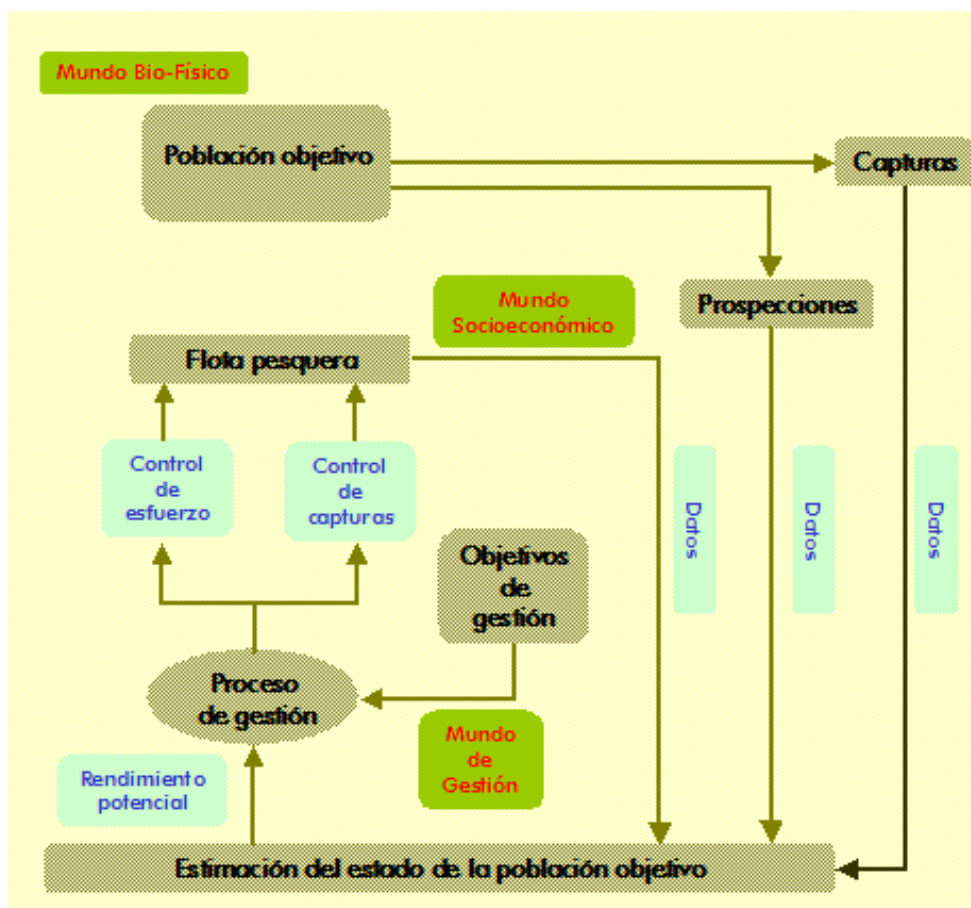 Mundo Bio-Físico
Población objetivo
Capturas
Mundo
Socioeconómico
Prospecciones
Flota pesquera
Control
de
esfuerzo
Control
de
capturas
Datos
Datos
Datos
Objetivos
de
gestión
Proceso
de gestión
Mundo
de
Gestión
Rendimiento
potencial
Estimación del estado de la población objetivo